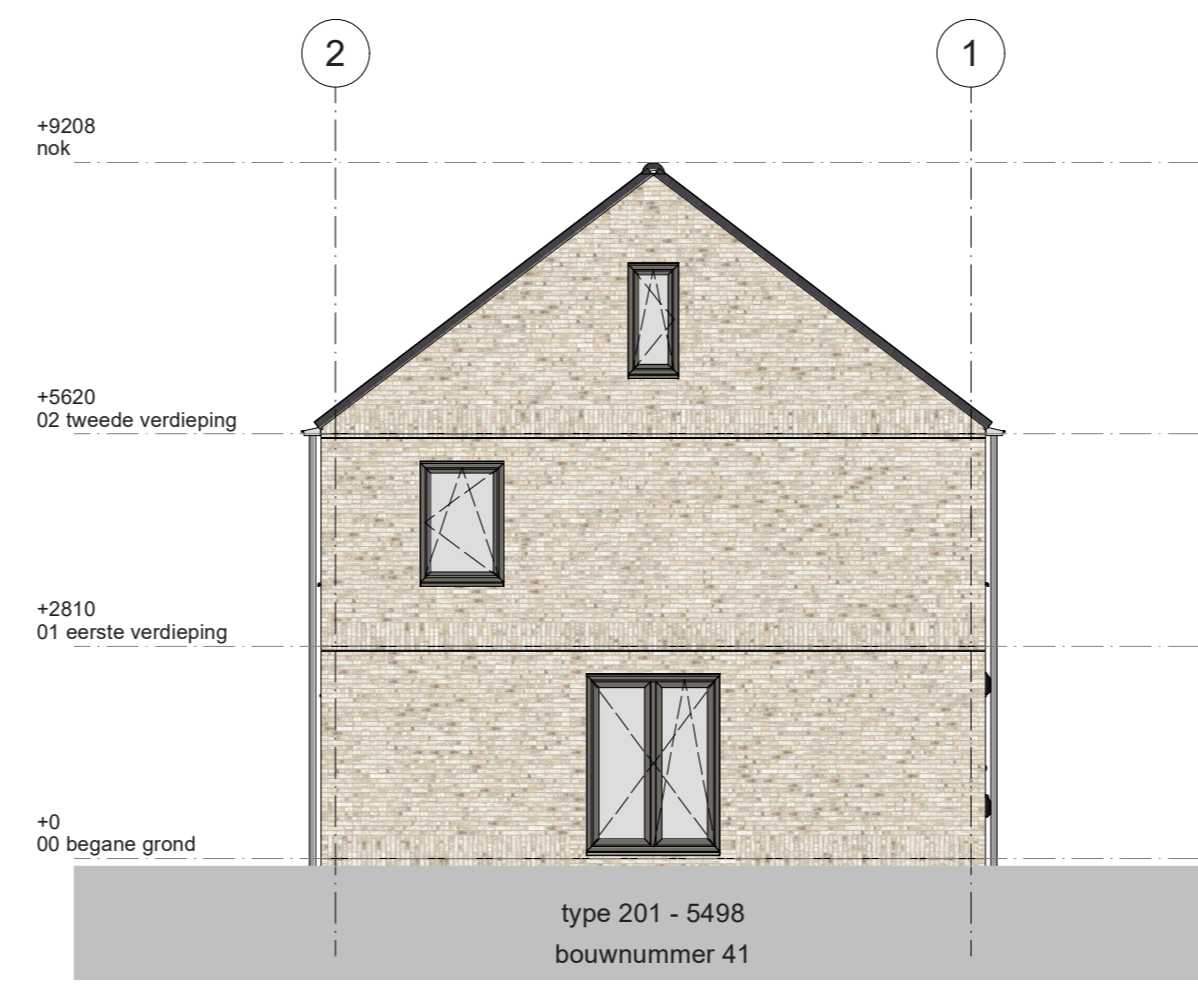 2
1
+9208
nok
+5620
02 tweede verdieping
+2810
01 eerste verdieping
+0
00 begane grond
type 201 - 5498
bouwnummer 41